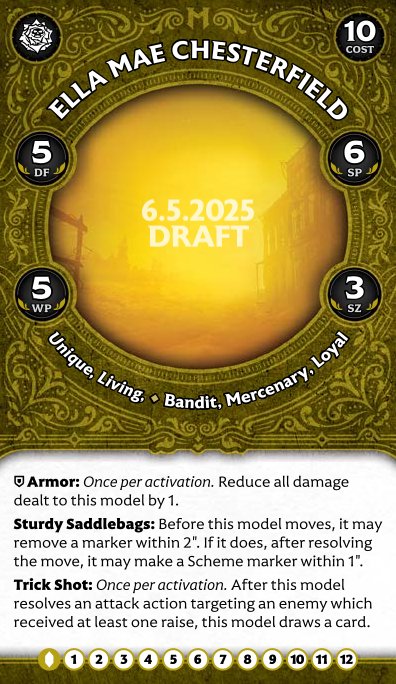 10
COST
ELLA MAE CHESTERFIELD
5
DF
6
SP
6.5.2025
DRAFT
5
WP
3
SZ
Unique, Living, ◆ Bandit, Mercenary, Loyal
Armor: Once per activation. Reduce all damage
dealt to this model by 1.
Sturdy Saddlebags: Before this model moves, it may
remove a marker within 2". If it does, after resolving
the move, it may make a Scheme marker within 1".
Trick Shot: Once per activation. After this model
resolves an attack action targeting an enemy which
received at least one raise, this model draws a card.
1 2 3 4 5 6 7 8 9 10 11 12